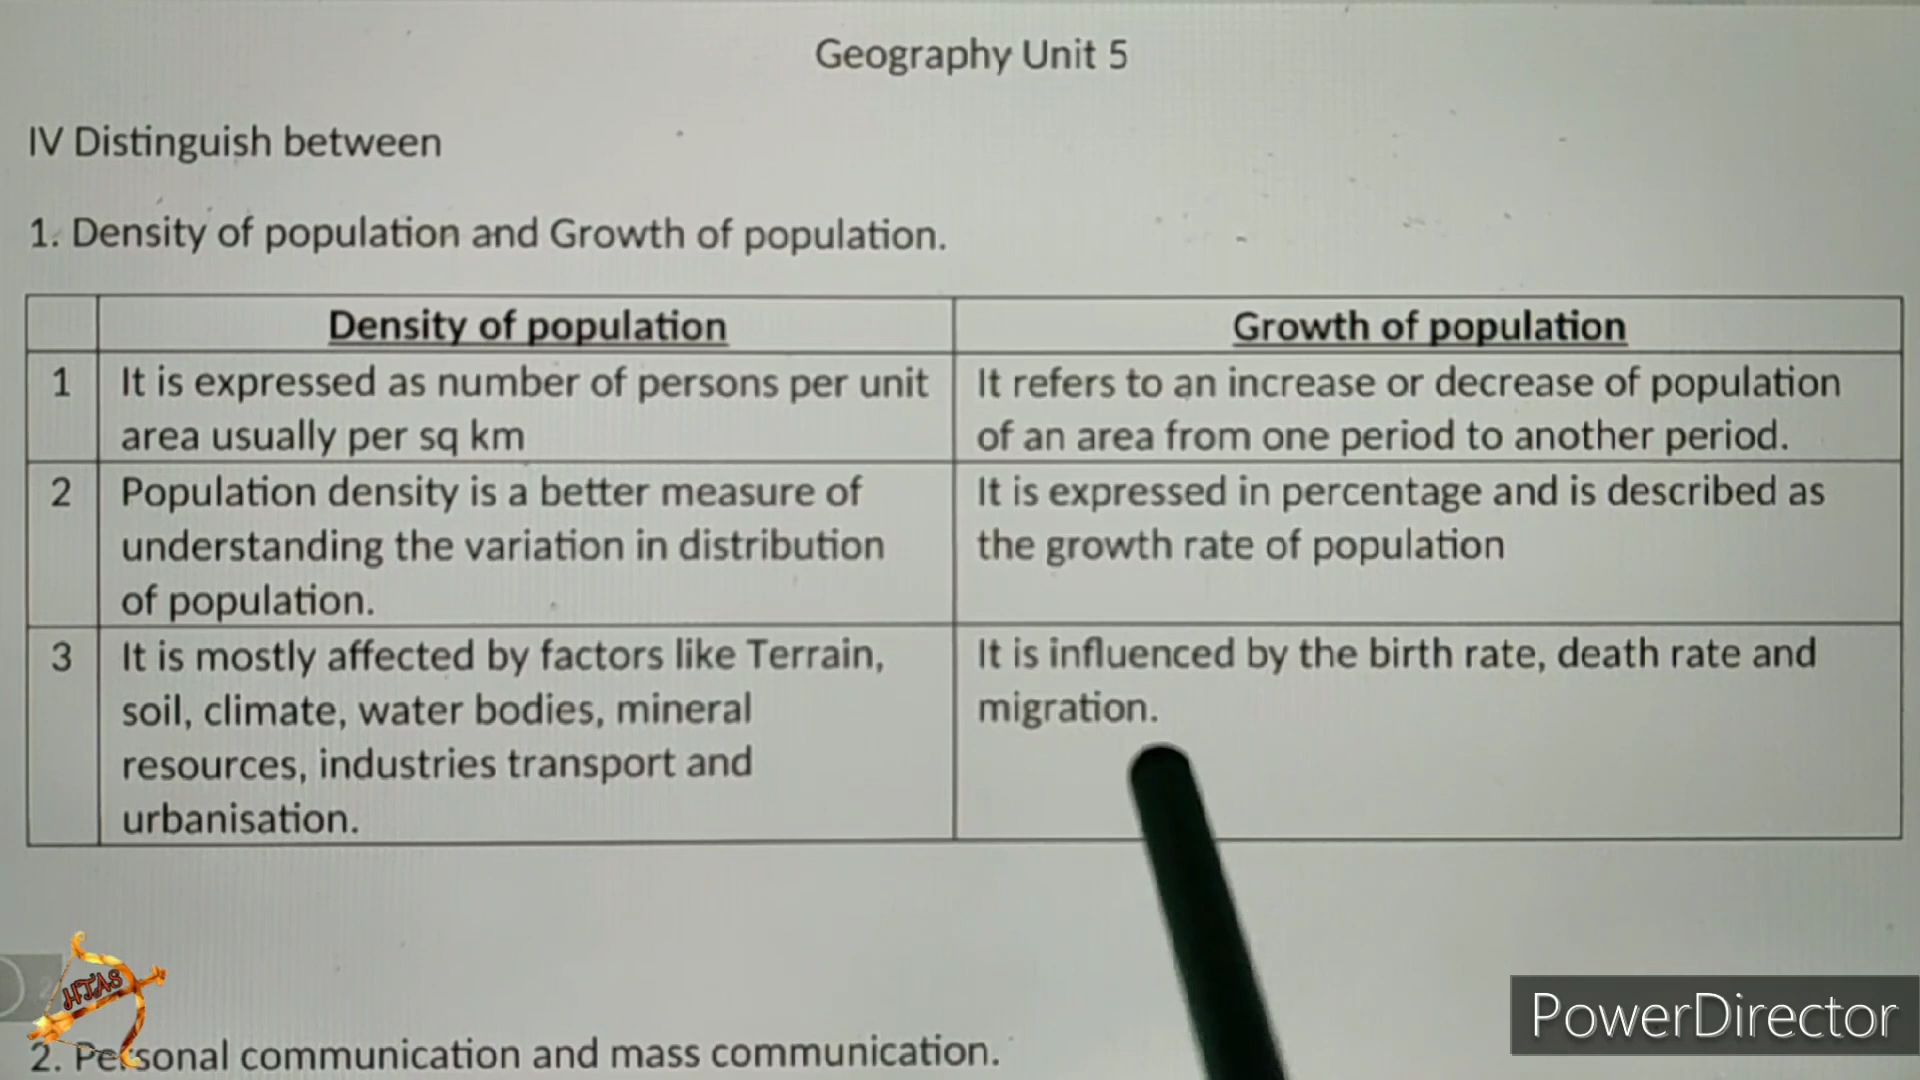 Geography Unit 5
IV Distinguish between
1. Density of population and Growth of population.
Density of population
Growth of population
1
It is expressed as number of persons per unit
area usually per sq km
It refers to an increase or decrease of population
of an area from one period to another period.
2
Population density is a better measure of
understanding the variation in distribution
of population.
It is expressed in percentage and is described as
the growth rate of population
3
It is mostly affected by factors like Terrain,
soil, climate, water bodies, mineral
resources, industries transport and
urbanisation.
It is influenced by the birth rate, death rate and
migration.
HTAS
2. Personal communication and mass communication.
PowerDirector